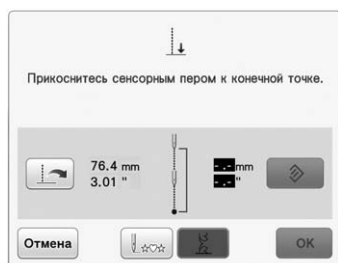 Прикоснитесь сенсорным пером к конечной точке.
76.4 mm
-.- mm
3.01 "
-.- "
Отмена
OK